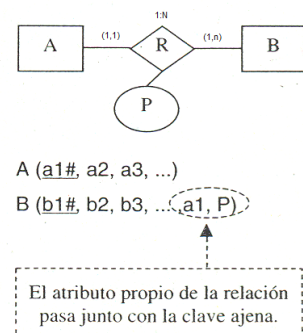 1:N
A (1,1) R (1,n) B
P
A (a1#, a2, a3, ...)
B (b1#, b2, b3, ... ,a1, P)
El atributo propio de la relación
pasa junto con la clave ajena.